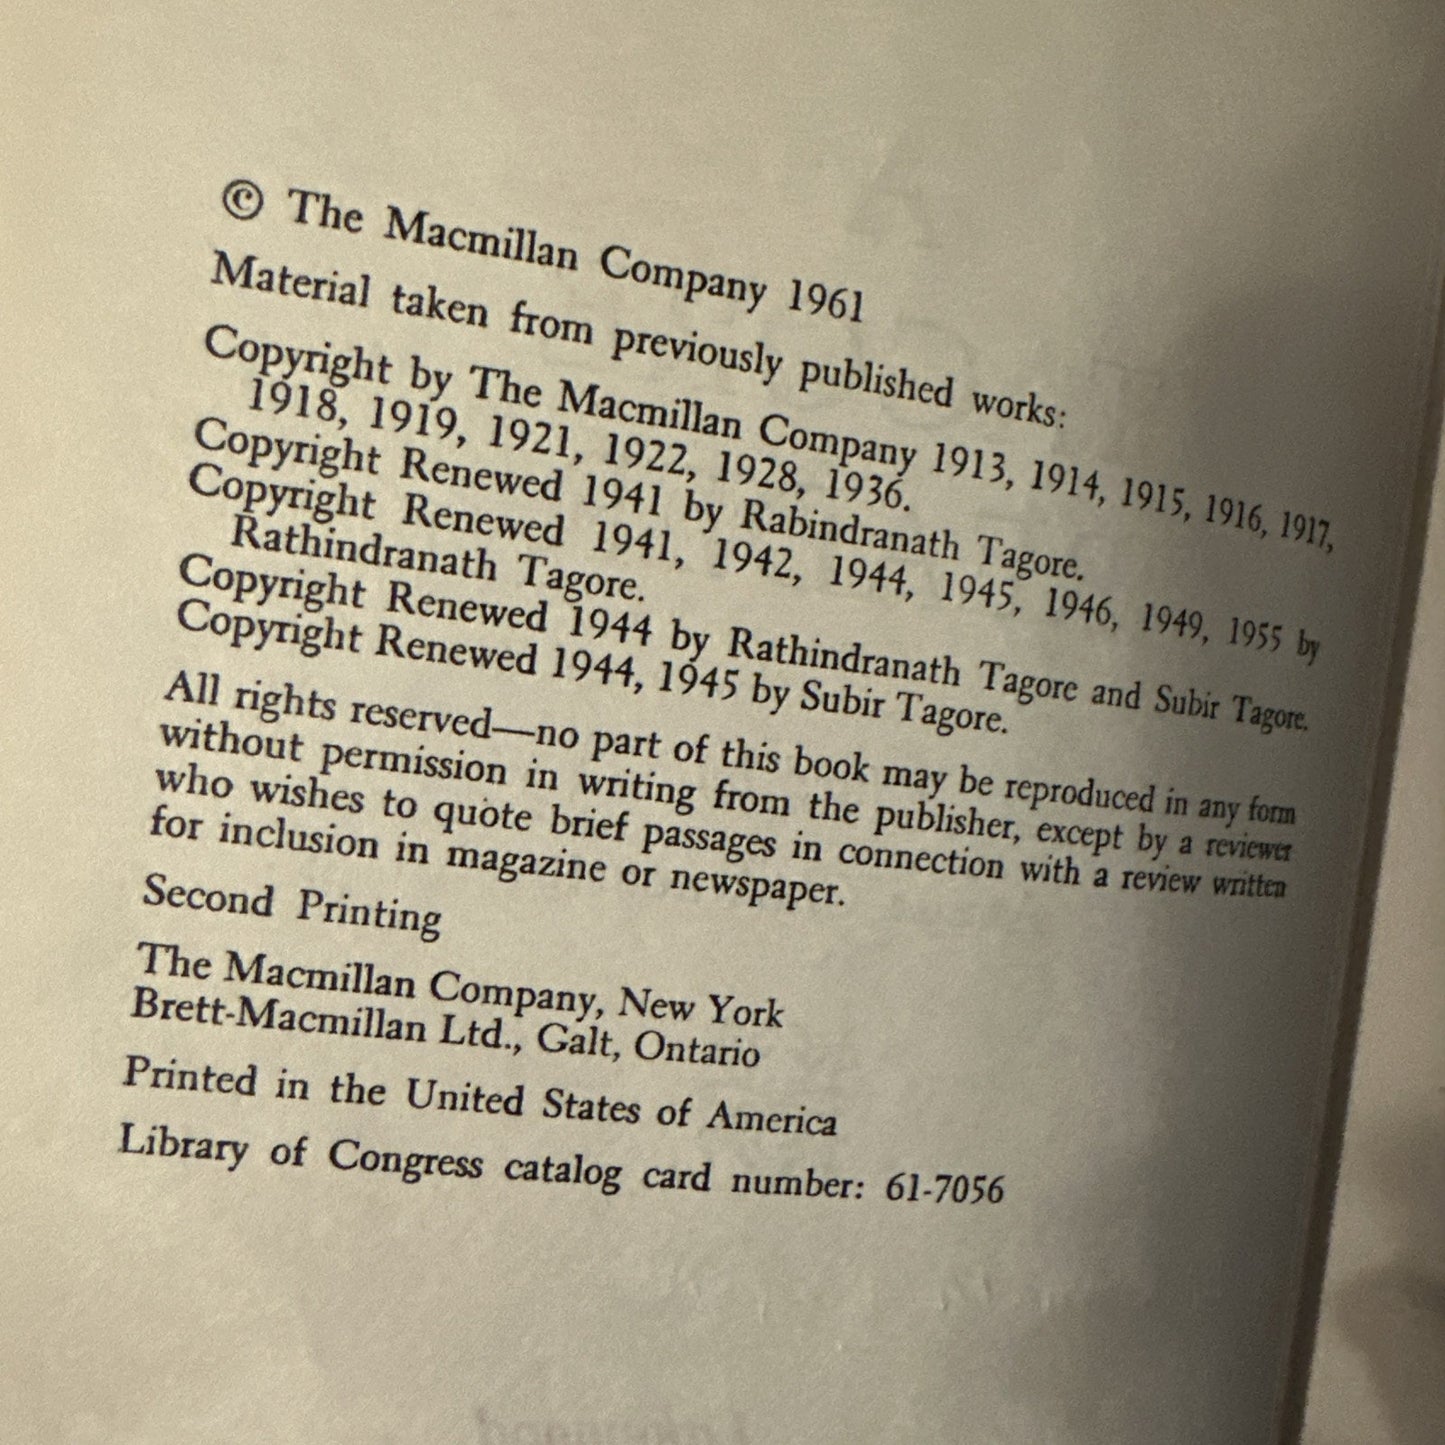 © The Macmillan Company 1961
Material taken from previously published works:
Copyright by The Macmillan Company 1913, 1914, 1915, 1916, 1917,
1918, 1919, 1921, 1922, 1928, 1936.
Copyright Renewed 1941 by Rabindranath Tagore.
Copyright Renewed 1941, 1942, 1944, 1945, 1946, 1949, 1955 by
Rathindranath Tagore.
Copyright Renewed 1944 by Rathindranath Tagore and Subir Tagore.
Copyright Renewed 1944, 1945 by Subir Tagore.
All rights reserved—no part of this book may be reproduced in any form
without permission in writing from the publisher, except by a reviewer
who wishes to quote brief passages in connection with a review written
for inclusion in magazine or newspaper.
Second Printing
The Macmillan Company, New York
Brett-Macmillan Ltd., Galt, Ontario
Printed in the United States of America
Library of Congress catalog card number: 61-7056